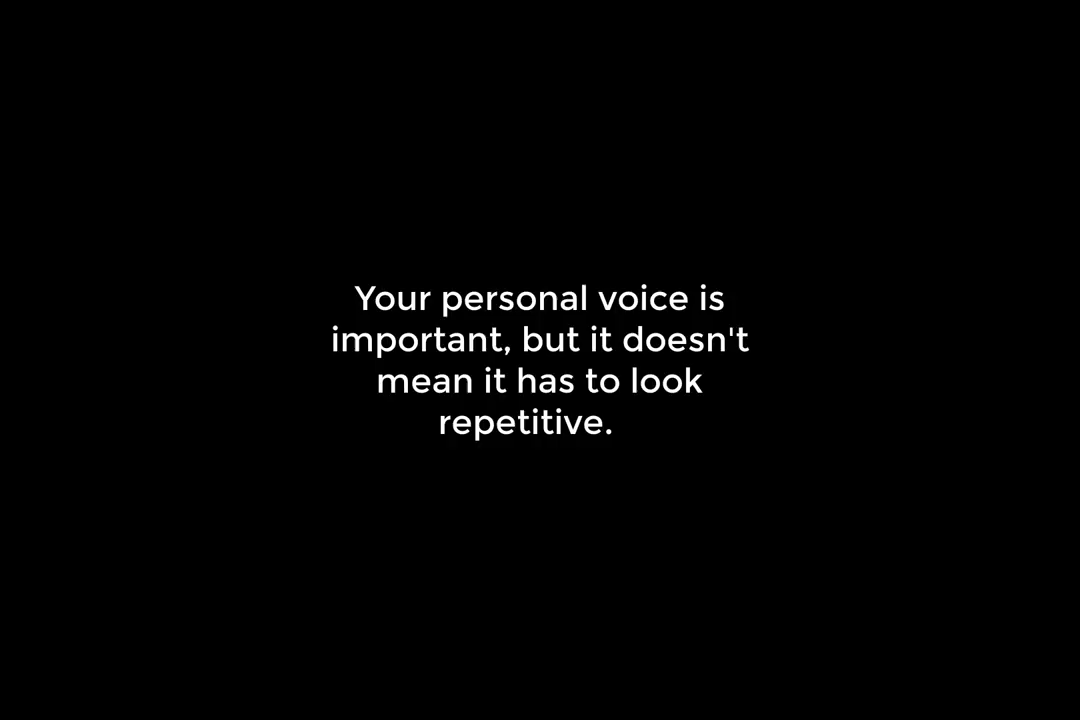 Your personal voice is
important, but it doesn't
mean it has to look
repetitive.